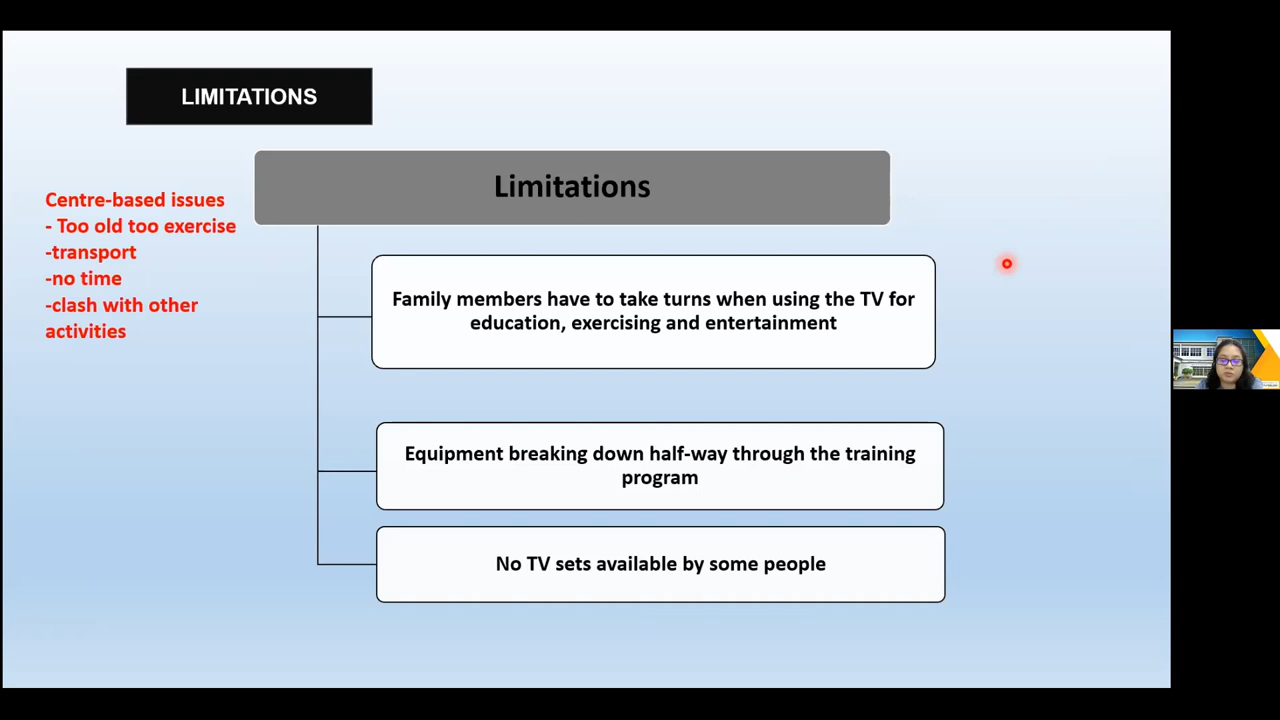 LIMITATIONS
Limitations
Centre-based issues
- Too old too exercise
-transport
-no time
-clash with other
activities
Family members have to take turns when using the TV for
education, exercising and entertainment
Equipment breaking down half-way through the training
program
No TV sets available by some people